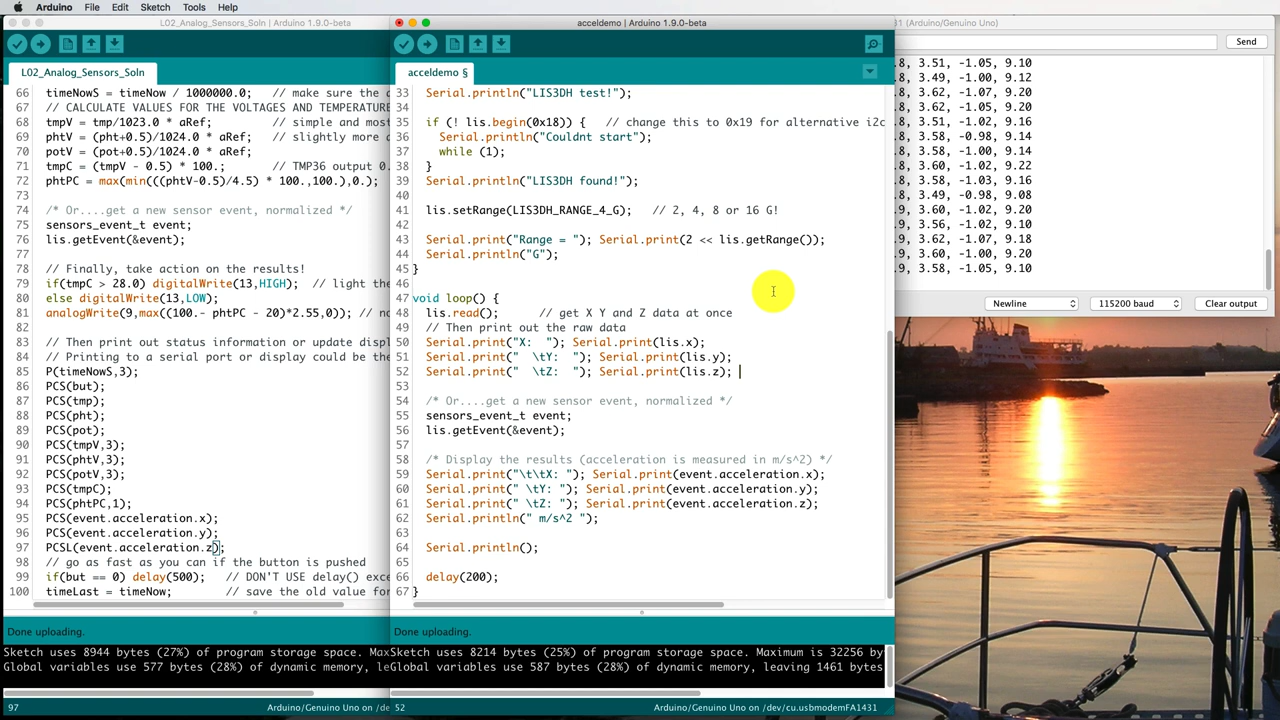 Arduino File Edit Sketch Tools Help
L02_Analog_Sensors_Soln | Arduino 1.9.0-beta
L02_Analog_Sensors_Soln
66 timeNowS = timeNow / 1000000.0; // make sure the
67 // CALCULATE VALUES FOR THE VOLTAGES AND TEMPERATURE
68 tmpV = tmp/1023.0 * aRef; // simple and most
69 phtV = (pht+0.5)/1024.0 * aRef; // slightly more
70 potV = (pot+0.5)/1024.0 * aRef;
71 tmpC = (tmpV - 0.5) * 100.; // TMP36 output 0.
72 phtPC = max(min(((phtV-0.5)/4.5) * 100.,100.),0.);
73
74 /* Or....get a new sensor event, normalized */
75 sensors_event_t event;
76 lis.getEvent(&event);
77
78 // Finally, take action on the results!
79 if(tmpC > 28.0) digitalWrite(13,HIGH); // light the
80 else digitalWrite(13,LOW);
81 analogWrite(9,max((100.- phtPC - 20)*2.55,0)); //
82
83 // Then print out status information or update
84 // Printing to a serial port or display could be the
85 P(timeNowS,3);
86 PCS(but);
87 PCS(tmp);
88 PCS(pht);
89 PCS(pot);
90 PCS(tmpV,3);
91 PCS(phtV,3);
92 PCS(potV,3);
93 PCS(tmpC);
94 PCS(phtPC,1);
95 PCS(event.acceleration.x);
96 PCS(event.acceleration.y);
97 PCSL(event.acceleration.z);
98 // go as fast as you can if the button is pushed
99 if(but == 0) delay(500); // DON'T USE delay()
100 timeLast = timeNow; // save the old value for
Done uploading.
Sketch uses 8944 bytes (27%) of program storage space.
Global variables use 577 bytes (28%) of dynamic memory,
97 Arduino/Genuino Uno on
acceldemo | Arduino 1.9.0-beta
acceldemo §
33 Serial.println("LIS3DH test!");
34
35 if (! lis.begin(0x18)) { // change this to 0x19 for alternative
36 Serial.println("Couldnt start");
37 while (1);
38 }
39 Serial.println("LIS3DH found!");
40
41 lis.setRange(LIS3DH_RANGE_4_G); // 2, 4, 8 or 16 G!
42
43 Serial.print("Range = "); Serial.print(2 << lis.getRange());
44 Serial.println("G");
45 }
46
47 void loop() {
48 lis.read(); // get X Y and Z data at once
49 // Then print out the raw data
50 Serial.print("X:  "); Serial.print(lis.x);
51 Serial.print("  \tY:  "); Serial.print(lis.y);
52 Serial.print("  \tZ:  "); Serial.print(lis.z);
53
54 /* Or....get a new sensor event, normalized */
55 sensors_event_t event;
56 lis.getEvent(&event);
57
58 /* Display the results (acceleration is measured in m/s^2) */
59 Serial.print("\t\tX: "); Serial.print(event.acceleration.x);
60 Serial.print(" \tY: "); Serial.print(event.acceleration.y);
61 Serial.print(" \tZ: "); Serial.print(event.acceleration.z);
62 Serial.println(" m/s^2 ");
63
64 Serial.println();
65
66 delay(200);
67 }
Done uploading.
Sketch uses 8214 bytes (25%) of program storage space. Maximum is 32256
Global variables use 587 bytes (28%) of dynamic memory, leaving 1461 bytes
52 Arduino/Genuino Uno on /dev/cu.usbmodemFA1431
(Arduino/Genuino Uno)
Send
.8, 3.51, -1.05, 9.10
.8, 3.49, -1.00, 9.12
.8, 3.62, -1.07, 9.10
.8, 3.62, -1.05, 9.20
.8, 3.58, -0.98, 9.14
.8, 3.60, -1.00, 9.14
.8, 3.60, -1.02, 9.22
.8, 3.58, -1.03, 9.16
.8, 3.49, -0.98, 9.08
.9, 3.60, -1.02, 9.20
.9, 3.56, -1.02, 9.20
.9, 3.60, -1.02, 9.20
.9, 3.62, -1.07, 9.18
.9, 3.60, -1.00, 9.20
.9, 3.58, -1.05, 9.10
Newline 115200 baud Clear output